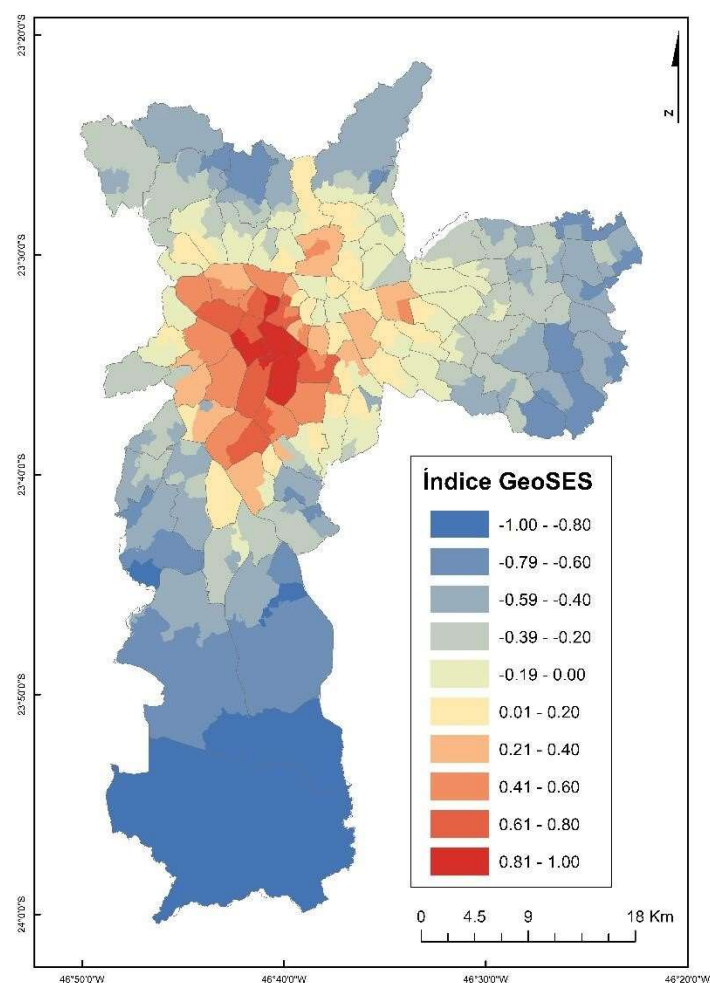 23°20'0"S
23°30'0"S
23°40'0"S
23°50'0"S
24°0'0"S
N
Índice GeoSES
-1.00 - -0.80
-0.79 - -0.60
-0.59 - -0.40
-0.39 - -0.20
-0.19 - 0.00
0.01 - 0.20
0.21 - 0.40
0.41 - 0.60
0.61 - 0.80
0.81 - 1.00
0 4.5 9 18 Km
46°50'0"W 46°40'0"W 46°30'0"W 46°20'0"W